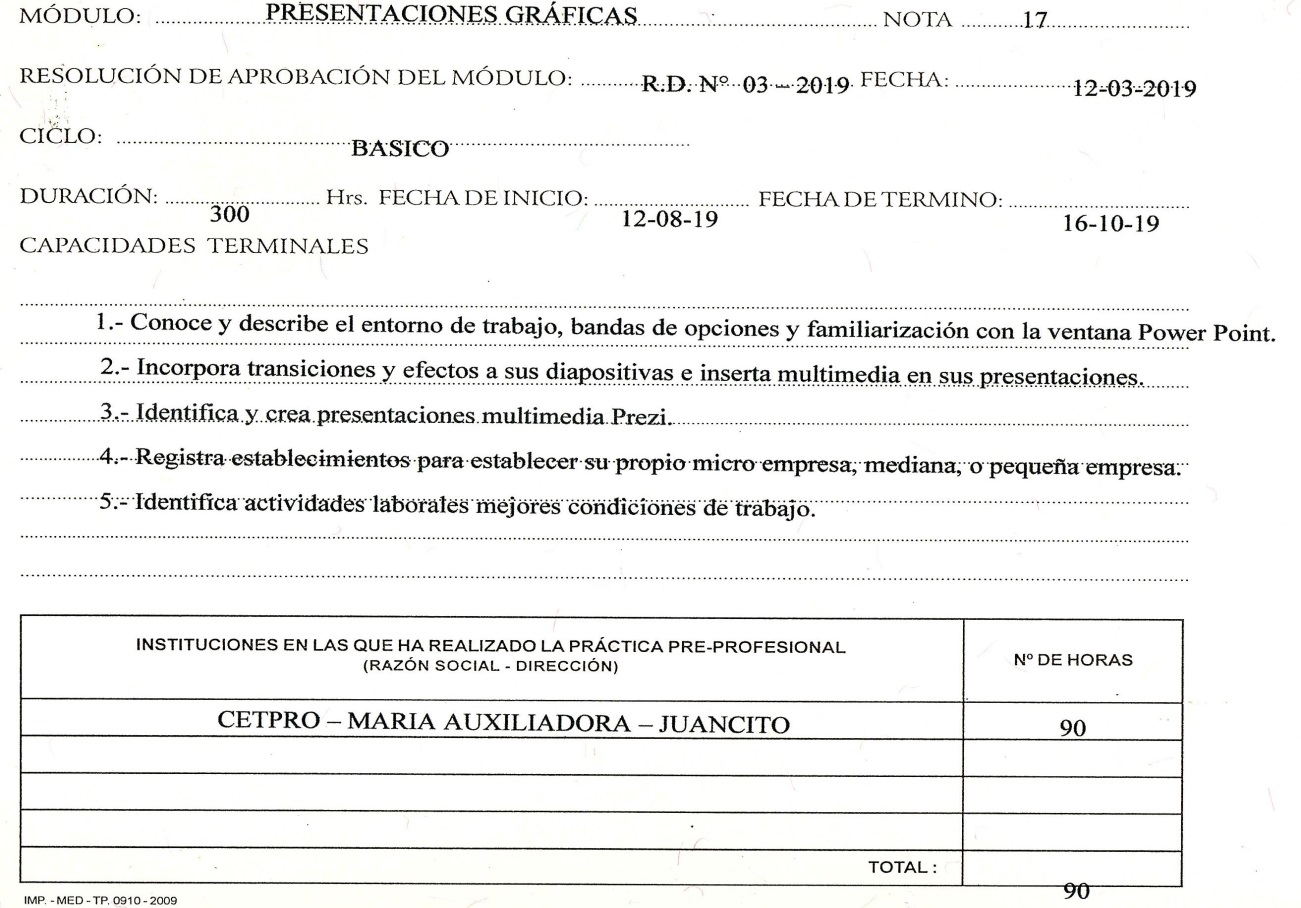 MÓDULO: PRESENTACIONES GRÁFICAS NOTA 17
RESOLUCIÓN DE APROBACIÓN DEL MÓDULO: R.D. Nº 03 – 2019 FECHA: 12-03-2019
CICLO: BASICO
DURACIÓN: 300 Hrs. FECHA DE INICIO: 12-08-19 FECHA DE TERMINO: 16-10-19
CAPACIDADES TERMINALES
1.- Conoce y describe el entorno de trabajo, bandas de opciones y familiarización con la ventana Power Point.
2.- Incorpora transiciones y efectos a sus diapositivas e inserta multimedia en sus presentaciones.
3.- Identifica y crea presentaciones multimedia Prezi.
4.- Registra establecimientos para establecer su propio micro empresa, mediana, o pequeña empresa.
5.- Identifica actividades laborales mejores condiciones de trabajo.
INSTITUCIONES EN LAS QUE HA REALIZADO LA PRÁCTICA PRE-PROFESIONAL
(RAZÓN SOCIAL - DIRECCIÓN)
Nº DE HORAS
CETPRO – MARIA AUXILIADORA – JUANCITO 90
TOTAL : 90
IMP. - MED - TP. 0910 - 2009